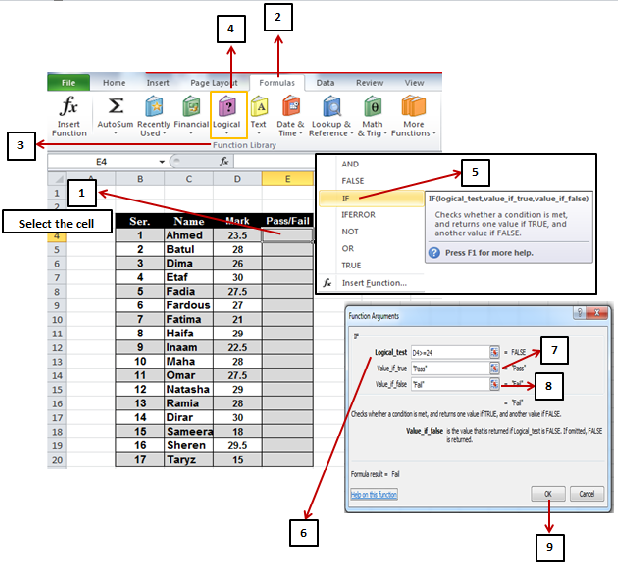 4
2
File Home Insert Page Layout Formulas Data Review View
Insert Function
AutoSum
Recently Used
Financial
Logical
Text
Date & Time
Lookup & Reference
Math & Trig
More Functions
3
Function Library
E4
fx
A B C D E
1
2
1
Select the cell
Ser. Name Mark Pass/Fail
4 1 Ahmed 23.5
5 2 Batul 28
6 3 Dima 26
7 4 Etaf 30
8 5 Fadia 27.5
9 6 Fardous 27
10 7 Fatima 21
11 8 Haifa 29
12 9 Inaam 22.5
13 10 Maha 28
14 11 Omar 27.5
15 12 Natasha 29
16 13 Ramia 28
17 14 Dirar 30
18 15 Sameera 18
19 16 Sheren 29.5
20 17 Taryz 15
AND
FALSE
IF
IFERROR
NOT
OR
TRUE
fx Insert Function...
5
IF(logical_test,value_if_true,value_if_false)
Checks whether a condition is met,
and returns one value if TRUE, and
another value if FALSE.
? Press F1 for more help.
Function Arguments
IF
Logical_test D4>=24 = FALSE
Value_if_true "Pass" = "Pass"
Value_if_false "Fail" = "Fail"
= "Fail"
Checks whether a condition is met, and returns one value if TRUE, and another value if FALSE.
Value_if_false is the value that is returned if Logical_test is FALSE. If omitted, FALSE
is returned.
Formula result = Fail
Help on this function OK Cancel
7
8
6
9